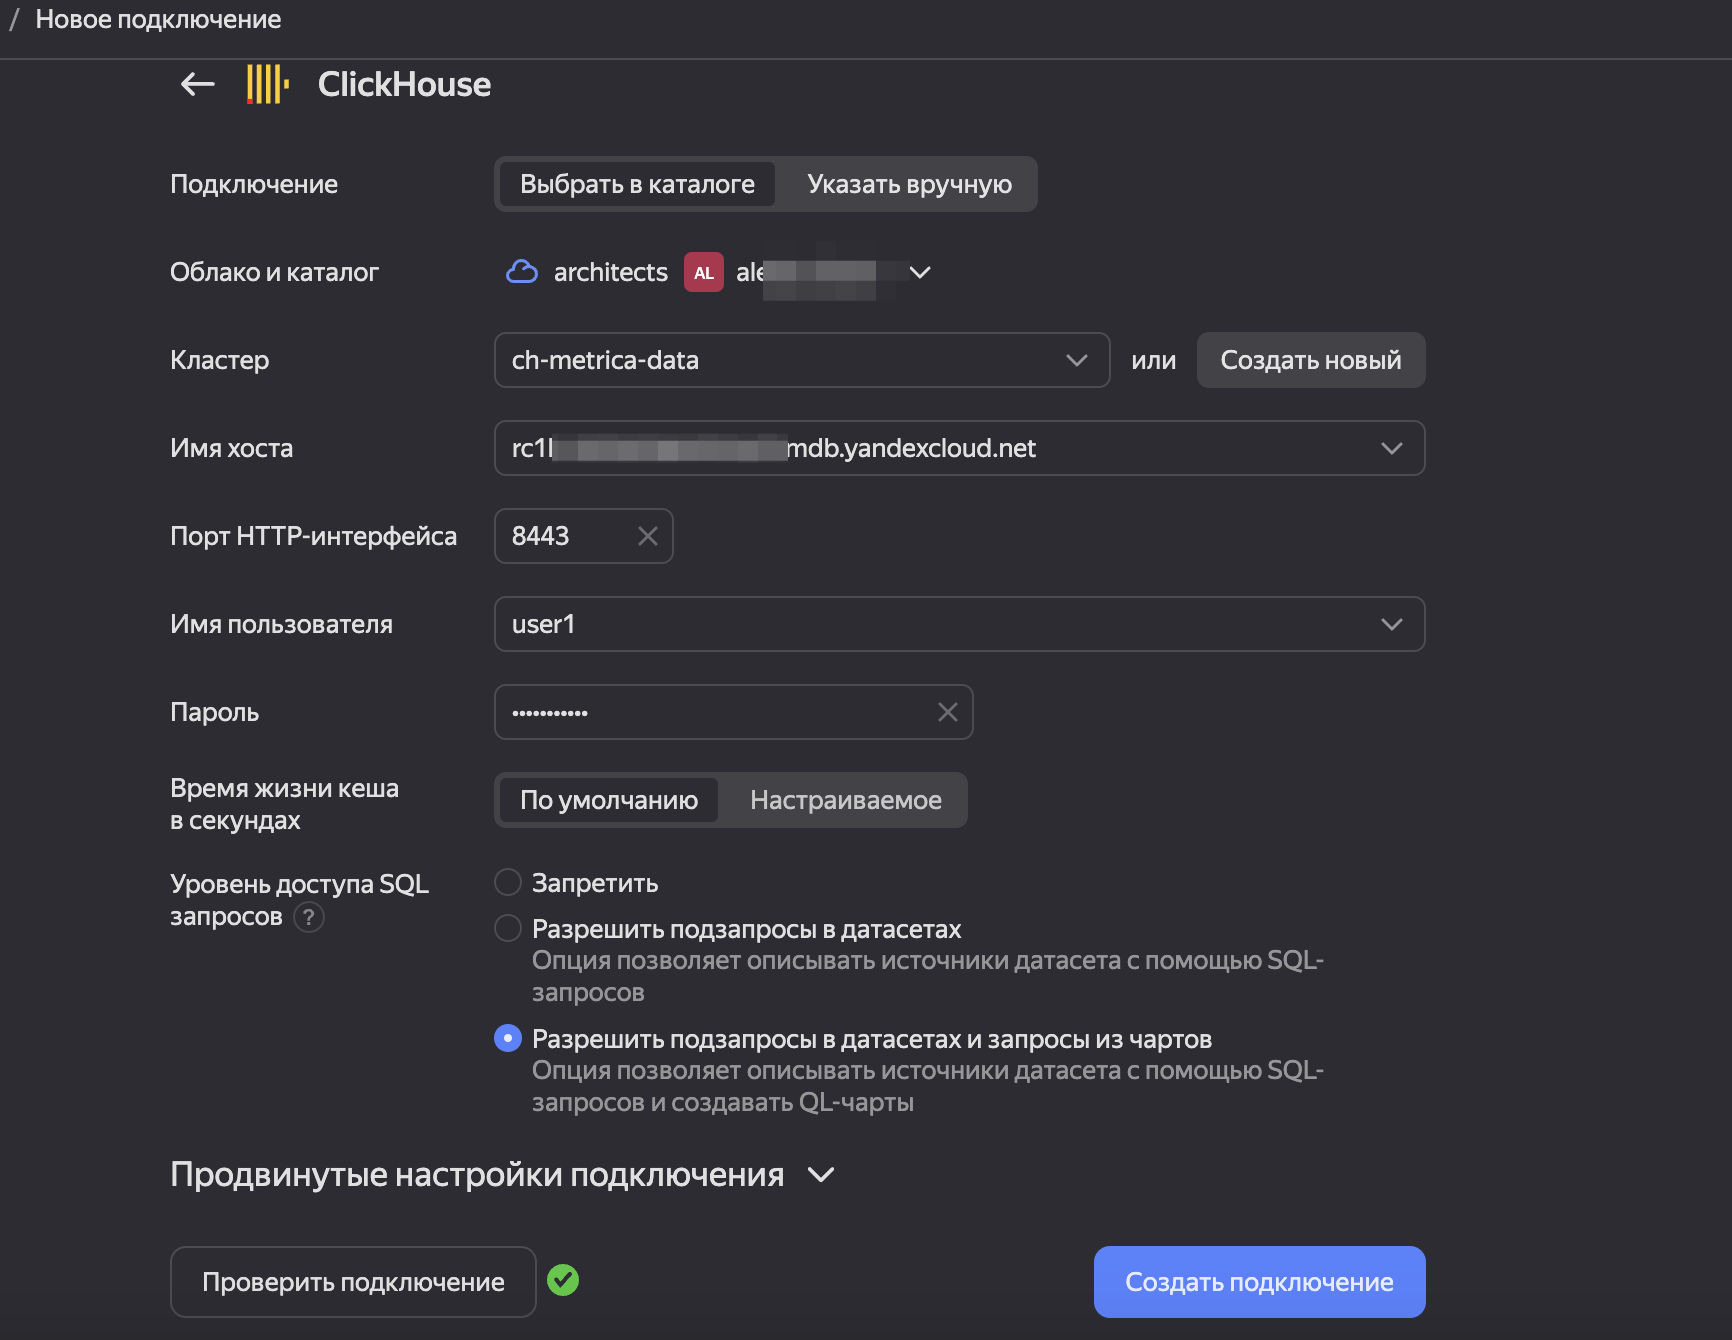 / Новое подключение
ClickHouse
Подключение Выбрать в каталоге Указать вручную
Облако и каталог architects AL ale
Кластер ch-metrica-data или Создать новый
Имя хоста rc1 mdb.yandexcloud.net
Порт HTTP-интерфейса 8443
Имя пользователя user1
Пароль •••••••••••
Время жизни кеша
в секундах
По умолчанию Настраиваемое
Уровень доступа SQL
запросов ?
Запретить
Разрешить подзапросы в датасетах
Опция позволяет описывать источники датасета с помощью SQL-
запросов
Разрешить подзапросы в датасетах и запросы из чартов
Опция позволяет описывать источники датасета с помощью SQL-
запросов и создавать QL-чарты
Продвинутые настройки подключения
Проверить подключение Создать подключение